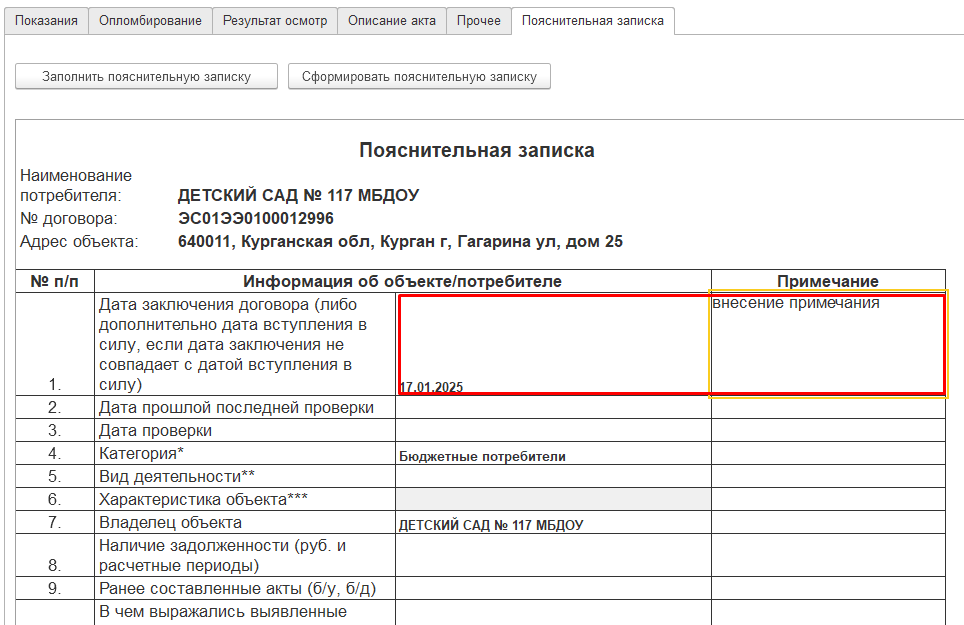 Показания Опломбирование Результат осмотр Описание акта Прочее Пояснительная записка
Заполнить пояснительную записку Сформировать пояснительную записку
Пояснительная записка
Наименование
потребителя: ДЕТСКИЙ САД № 117 МБДОУ
№ договора: ЭС01ЭЭ0100012996
Адрес объекта: 640011, Курганская обл, Курган г, Гагарина ул, дом 25
№ п/п Информация об объекте/потребителе Примечание
Дата заключения договора (либо внесение примечания
дополнительно дата вступления в
силу, если дата заключения не
совпадает с датой вступления в
1. силу) 17.01.2025
2. Дата прошлой последней проверки
3. Дата проверки
4. Категория* Бюджетные потребители
5. Вид деятельности**
6. Характеристика объекта***
7. Владелец объекта ДЕТСКИЙ САД № 117 МБДОУ
Наличие задолженности (руб. и
8. расчетные периоды)
9. Ранее составленные акты (б/у, б/д)
В чем выражались выявленные